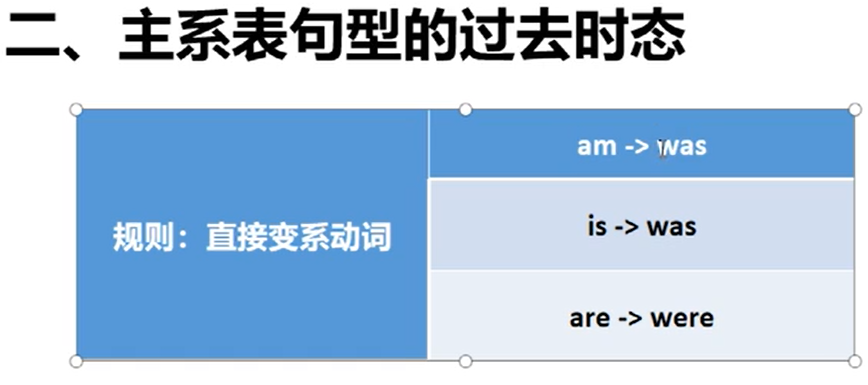 二、主系表句型的过去时态
规则：直接变系动词
am -> was
is -> was
are -> were